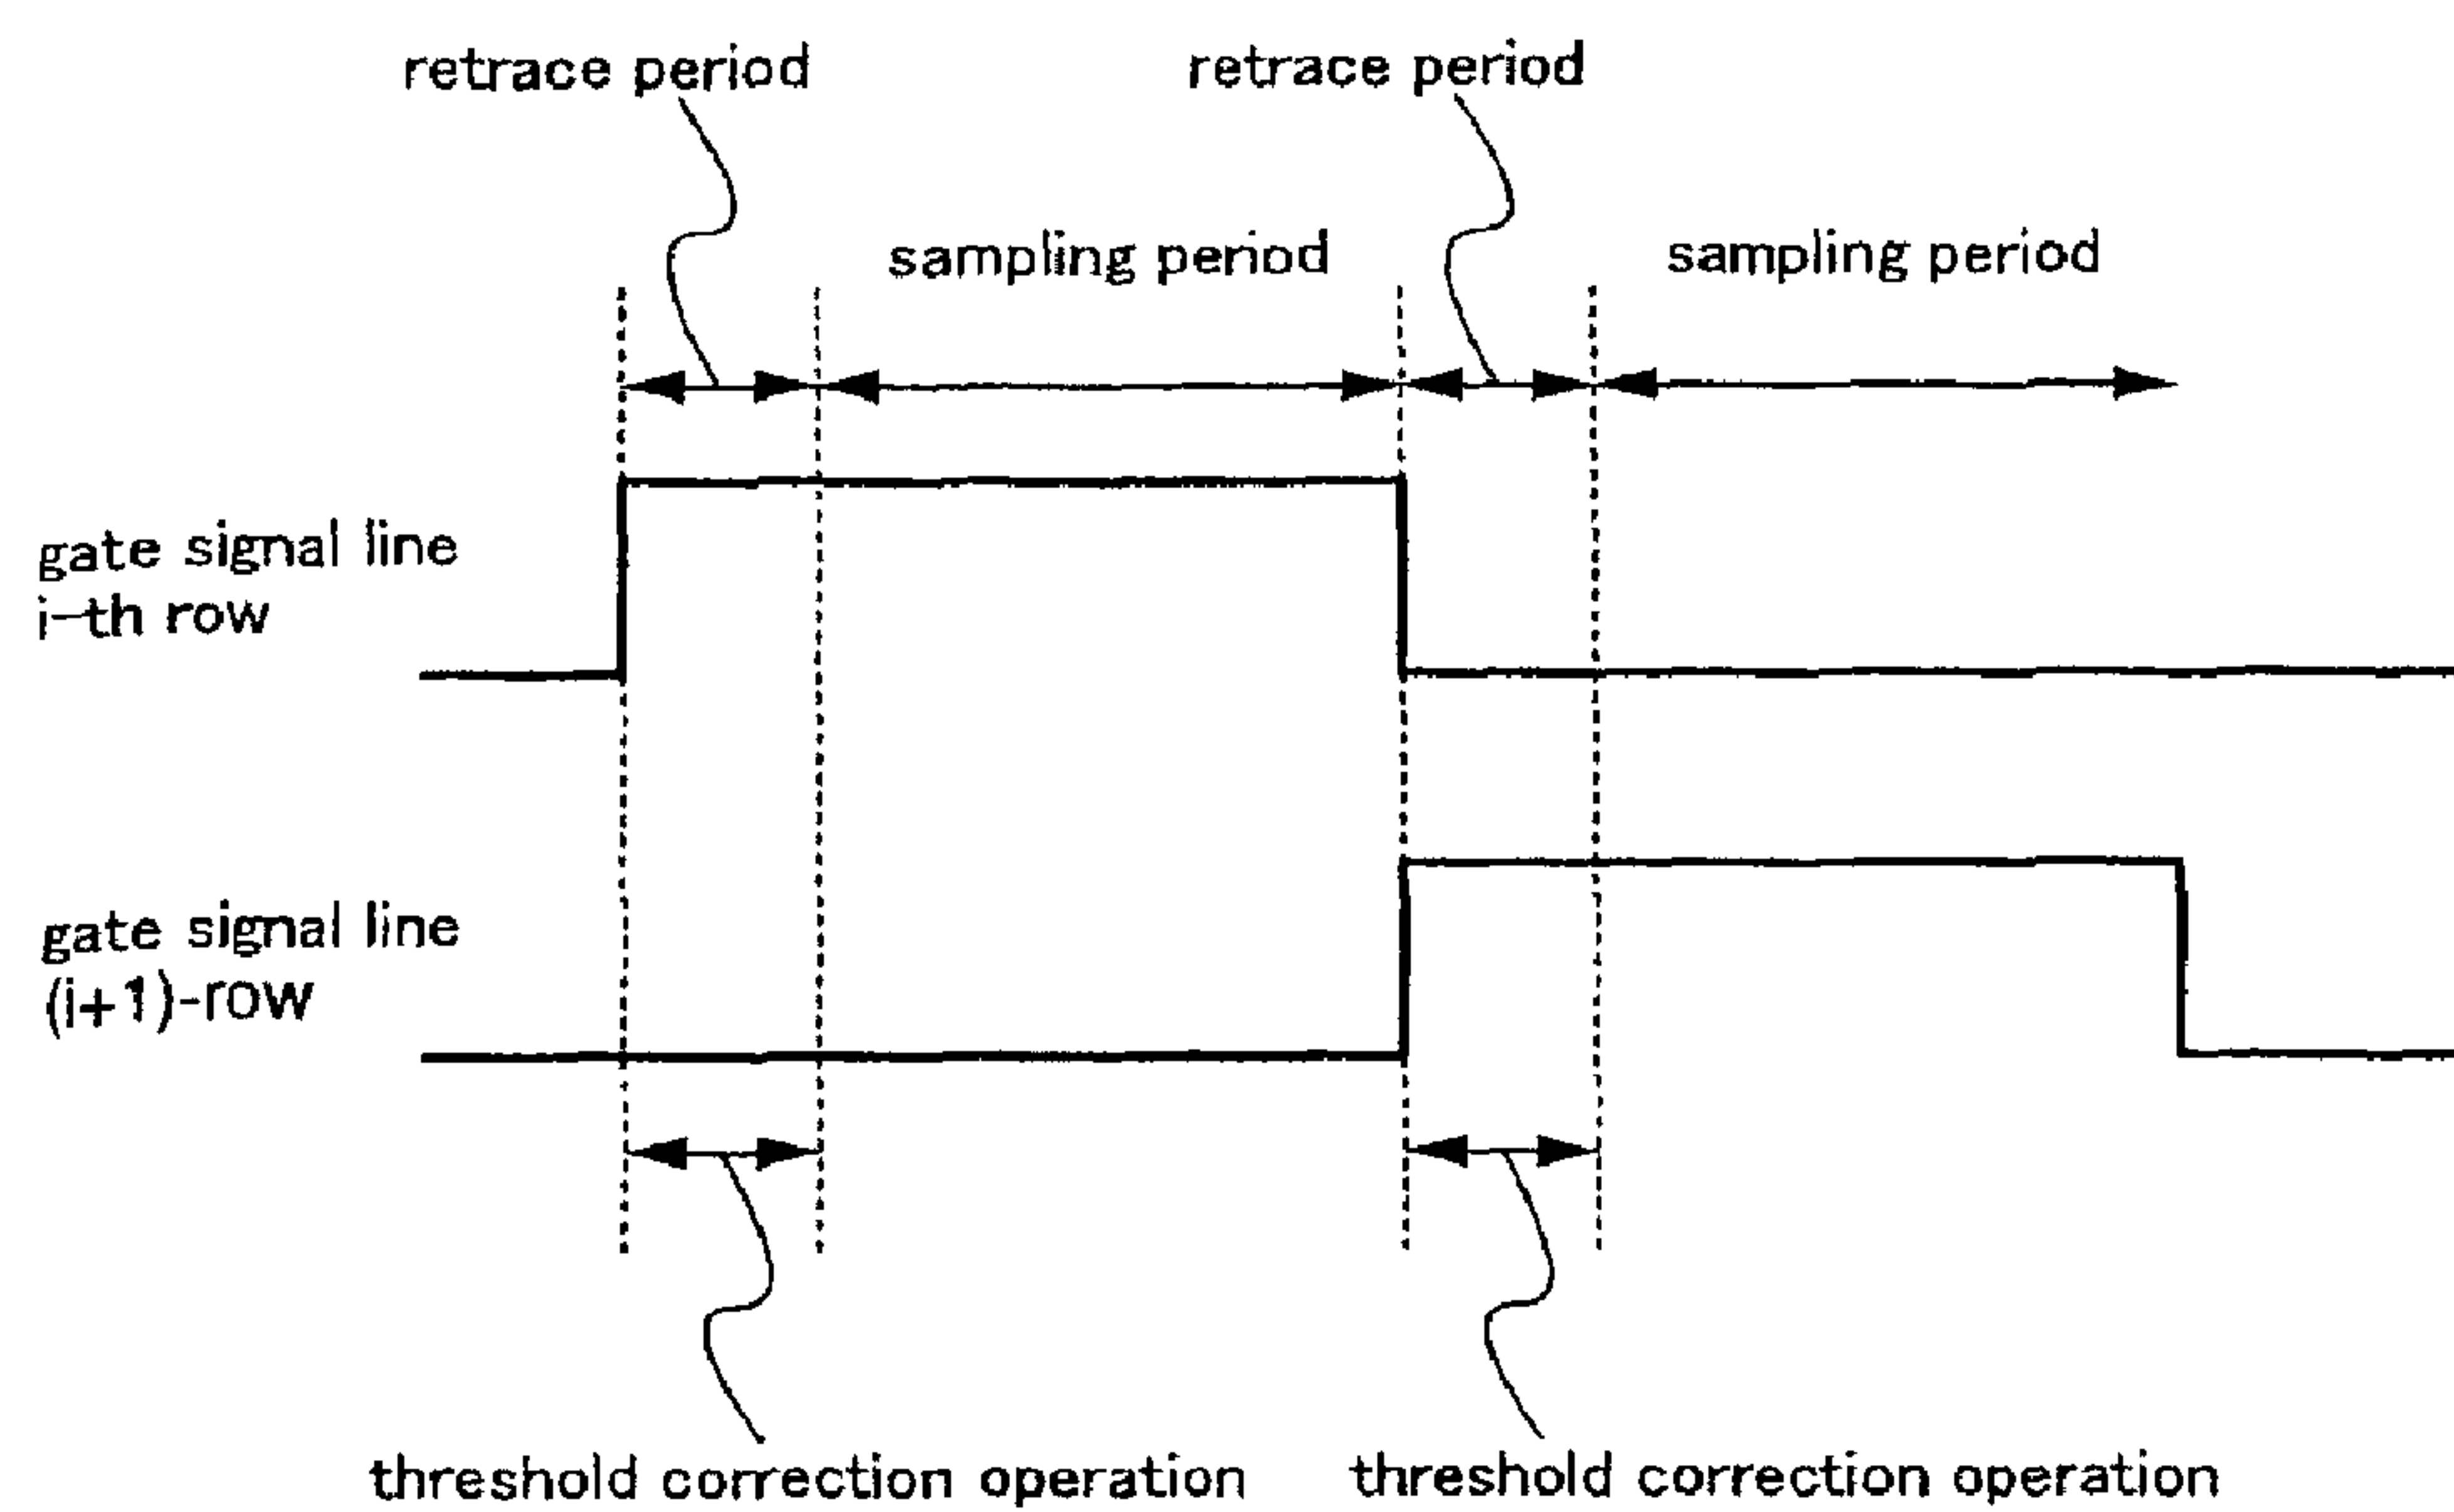 retrace period
retrace period
sampling period
sampling period
gate signal line
i-th row
gate signal line
(i+1)-row
threshold correction operation
threshold correction operation